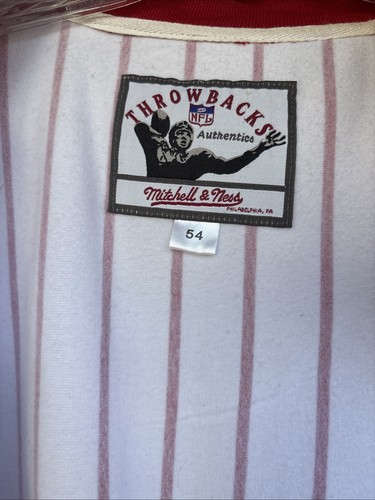 THROWBACKS
NFL
Authentics
Mitchell & Ness
PHILADELPHIA, PA
54